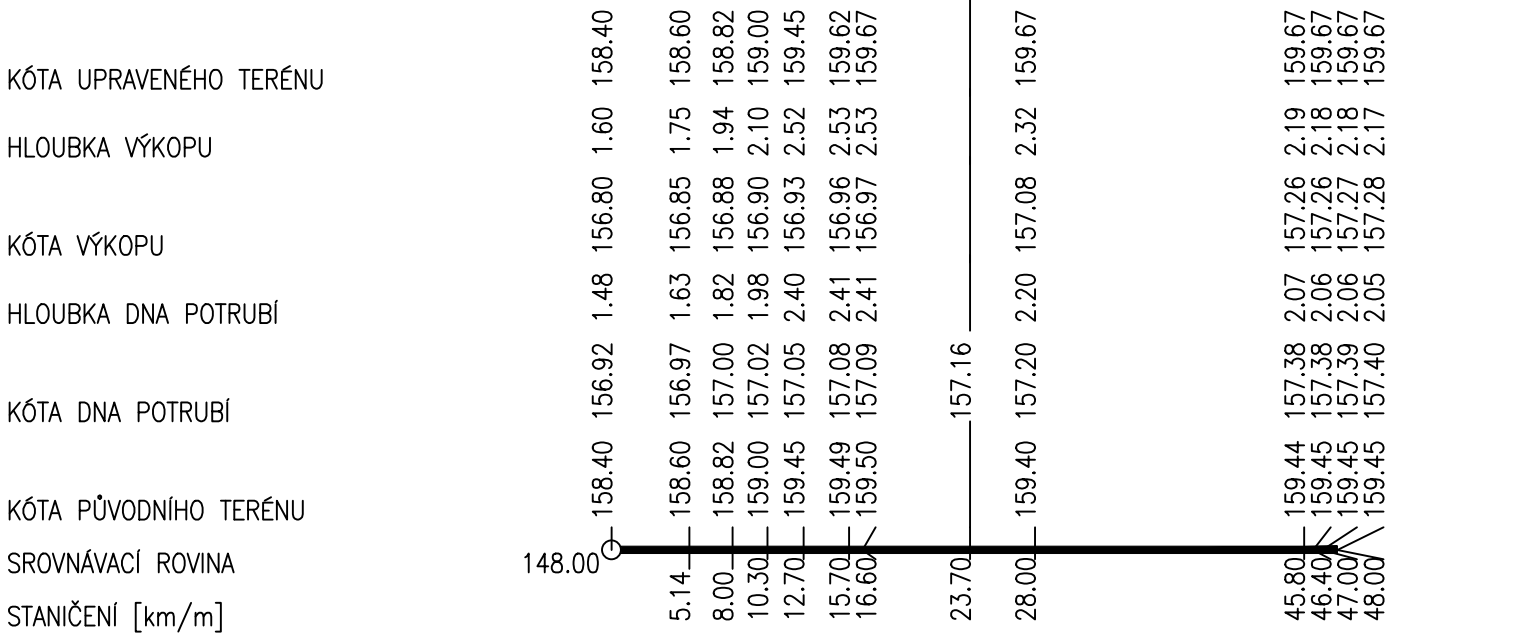 KÓTA UPRAVENÉHO TERÉNU 158.40 158.60 158.82 159.00 159.45 159.62 159.67 159.67 159.67 159.67 159.67 159.67
HLOUBKA VÝKOPU 1.60 1.75 1.94 2.10 2.52 2.53 2.53 2.32 2.19 2.18 2.18 2.17
KÓTA VÝKOPU 156.80 156.85 156.88 156.90 156.93 156.96 156.97 157.08 157.26 157.26 157.27 157.28
HLOUBKA DNA POTRUBÍ 1.48 1.63 1.82 1.98 2.40 2.41 2.41 2.20 2.07 2.06 2.06 2.05
KÓTA DNA POTRUBÍ 156.92 156.97 157.00 157.02 157.05 157.08 157.09 157.16 157.20 157.38 157.38 157.39 157.40
KÓTA PŮVODNÍHO TERÉNU 158.40 158.60 158.82 159.00 159.45 159.49 159.50 159.40 159.44 159.45 159.45 159.45
SROVNÁVACÍ ROVINA 148.00
STANIČENÍ [km/m] 5.14 8.00 10.30 12.70 15.70 16.60 23.70 28.00 45.80 46.40 47.00 48.00